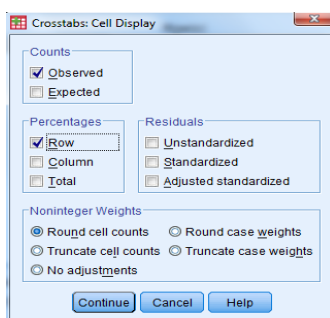 Crosstabs: Cell Display
Counts
Observed
Expected
Percentages
Row
Column
Total
Residuals
Unstandardized
Standardized
Adjusted standardized
Noninteger Weights
Round cell counts
Round case weights
Truncate cell counts
Truncate case weights
No adjustments
Continue
Cancel
Help